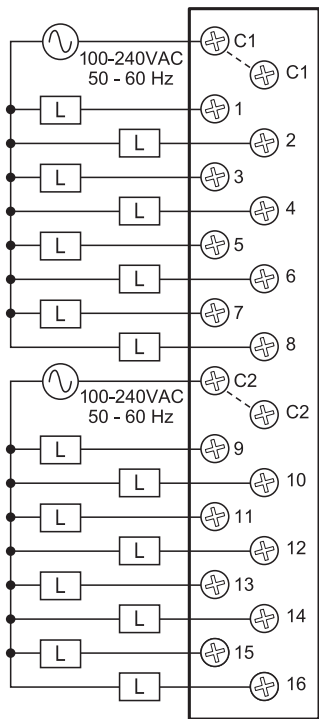 C1
100-240VAC
50 - 60 Hz
C1
L 1
L 2
L 3
L 4
L 5
L 6
L 7
L 8
C2
100-240VAC
50 - 60 Hz
C2
L 9
L 10
L 11
L 12
L 13
L 14
L 15
L 16